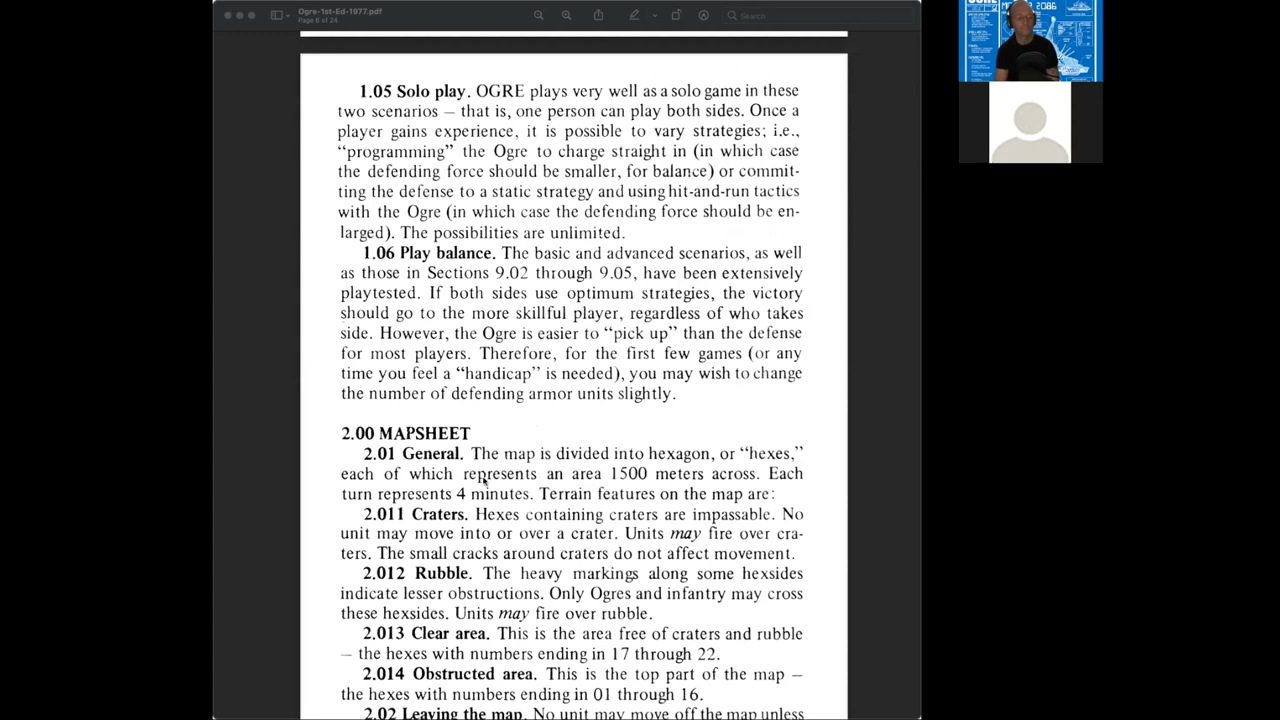 Ogre-1st-Ed-1977.pdf
Page 6 of 24
Search
2086
1.05 Solo play. OGRE plays very well as a solo game in these
two scenarios – that is, one person can play both sides. Once a
player gains experience, it is possible to vary strategies; i.e.,
“programming” the Ogre to charge straight in (in which case
the defending force should be smaller, for balance) or commit-
ting the defense to a static strategy and using hit-and-run tactics
with the Ogre (in which case the defending force should be en-
larged). The possibilities are unlimited.
1.06 Play balance. The basic and advanced scenarios, as well
as those in Sections 9.02 through 9.05, have been extensively
playtested. If both sides use optimum strategies, the victory
should go to the more skillful player, regardless of who takes
side. However, the Ogre is easier to “pick up” than the defense
for most players. Therefore, for the first few games (or any
time you feel a “handicap” is needed), you may wish to change
the number of defending armor units slightly.
2.00 MAPSHEET
2.01 General. The map is divided into hexagon, or “hexes,”
each of which represents an area 1500 meters across. Each
turn represents 4 minutes. Terrain features on the map are:
2.011 Craters. Hexes containing craters are impassable. No
unit may move into or over a crater. Units may fire over cra-
ters. The small cracks around craters do not affect movement.
2.012 Rubble. The heavy markings along some hexsides
indicate lesser obstructions. Only Ogres and infantry may cross
these hexsides. Units may fire over rubble.
2.013 Clear area. This is the area free of craters and rubble
– the hexes with numbers ending in 17 through 22.
2.014 Obstructed area. This is the top part of the map –
the hexes with numbers ending in 01 through 16.
2.02 Leaving the map. No unit may move off the map unless